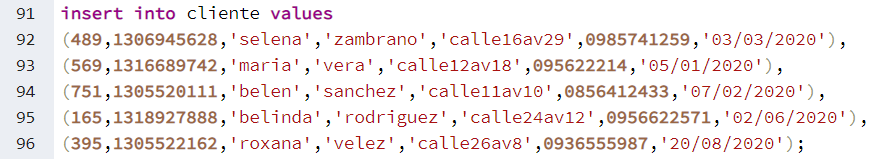 91 insert into cliente values
92 (489,1306945628,'selena','zambrano','calle16av29',0985741259,'03/03/2020'),
93 (569,1316689742,'maria','vera','calle12av18',095622214,'05/01/2020'),
94 (751,1305520111,'belen','sanchez','calle11av10',0856412433,'07/02/2020'),
95 (165,1318927888,'belinda','rodriguez','calle24av12',0956622571,'02/06/2020'),
96 (395,1305522162,'roxana','velez','calle26av8',0936555987,'20/08/2020');